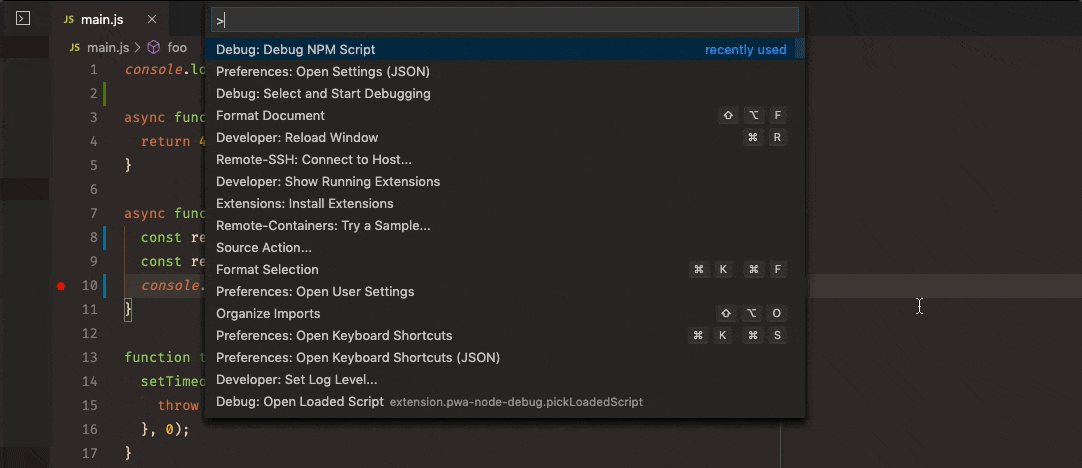 JS main.js ×
>
JS main.js > foo
Debug: Debug NPM Script recently used
Preferences: Open Settings (JSON)
Debug: Select and Start Debugging
Format Document ⇧ ⌥ F
Developer: Reload Window ⌘ R
Remote-SSH: Connect to Host...
Developer: Show Running Extensions
Extensions: Install Extensions
Remote-Containers: Try a Sample...
Source Action...
Format Selection ⌘ K ⌘ F
Preferences: Open User Settings
Organize Imports ⇧ ⌥ O
Preferences: Open Keyboard Shortcuts ⌘ K ⌘ S
Preferences: Open Keyboard Shortcuts (JSON)
Developer: Set Log Level...
Debug: Open Loaded Script extension.pwa-node-debug.pickLoadedScript
1 console.lo
2
3 async func
4 return 4
5 }
6
7 async func
8 const re
9 const re
10 console.
11 }
12
13 function t
14 setTimeo
15 throw
16 }, 0);
17 }